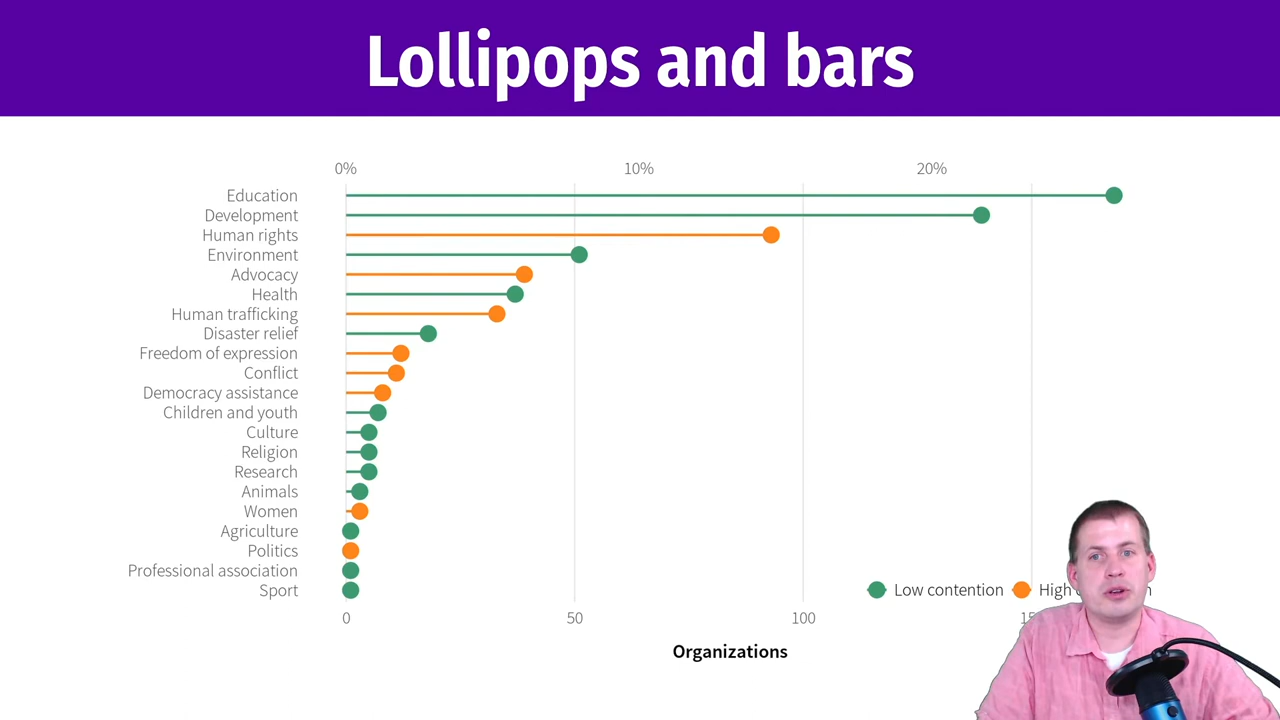 Lollipops and bars
0% 10% 20%
Education
Development
Human rights
Environment
Advocacy
Health
Human trafficking
Disaster relief
Freedom of expression
Conflict
Democracy assistance
Children and youth
Culture
Religion
Research
Animals
Women
Agriculture
Politics
Professional association
Sport
Low contention High
0 50 100
Organizations